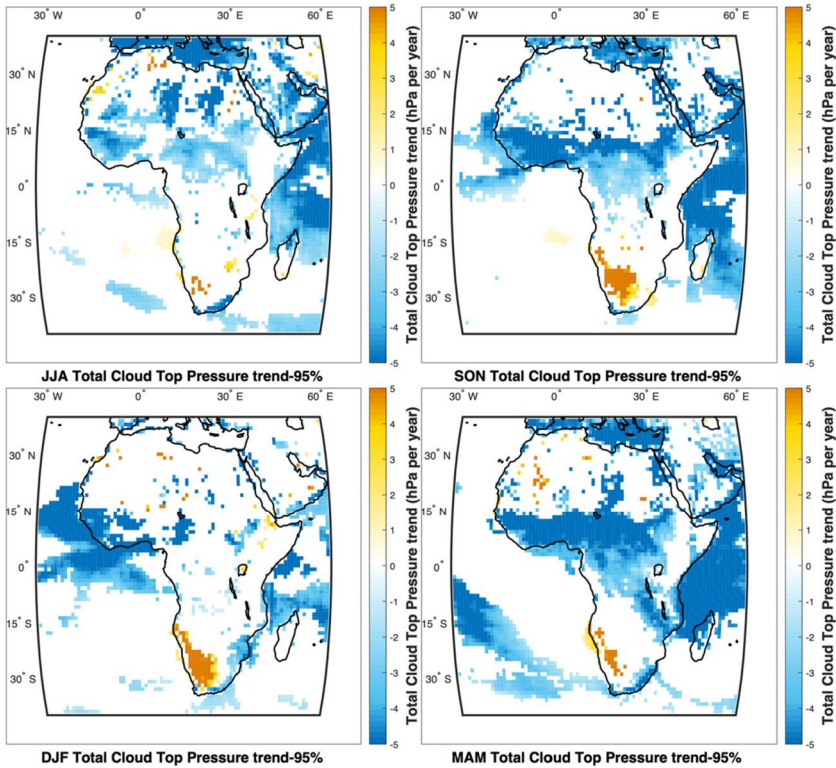 30° W 0° 30° E 60° E
30° N
15° N
0°
15° S
30° S
5
4
3
2
1
0
-1
-2
-3
-4
-5
Total Cloud Top Pressure trend (hPa per year)
JJA Total Cloud Top Pressure trend-95%
30° W 0° 30° E 60° E
30° N
15° N
0°
15° S
30° S
5
4
3
2
1
0
-1
-2
-3
-4
-5
Total Cloud Top Pressure trend (hPa per year)
SON Total Cloud Top Pressure trend-95%
30° W 0° 30° E 60° E
30° N
15° N
0°
15° S
30° S
5
4
3
2
1
0
-1
-2
-3
-4
-5
Total Cloud Top Pressure trend (hPa per year)
DJF Total Cloud Top Pressure trend-95%
30° W 0° 30° E 60° E
30° N
15° N
0°
15° S
30° S
5
4
3
2
1
0
-1
-2
-3
-4
-5
Total Cloud Top Pressure trend (hPa per year)
MAM Total Cloud Top Pressure trend-95%